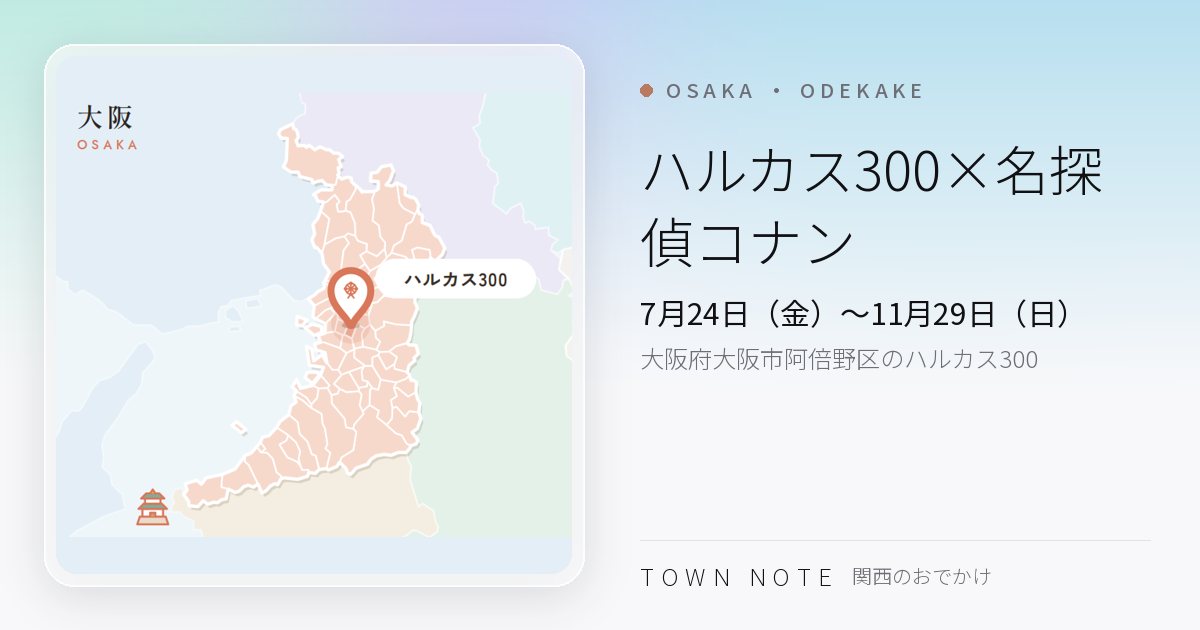 大阪
OSAKA
ハルカス300
OSAKA・ODEKAKE
ハルカス300×名探
偵コナン
7月24日（金）～11月29日（日）
大阪府大阪市阿倍野区のハルカス300
TOWN NOTE 関西のおでかけ